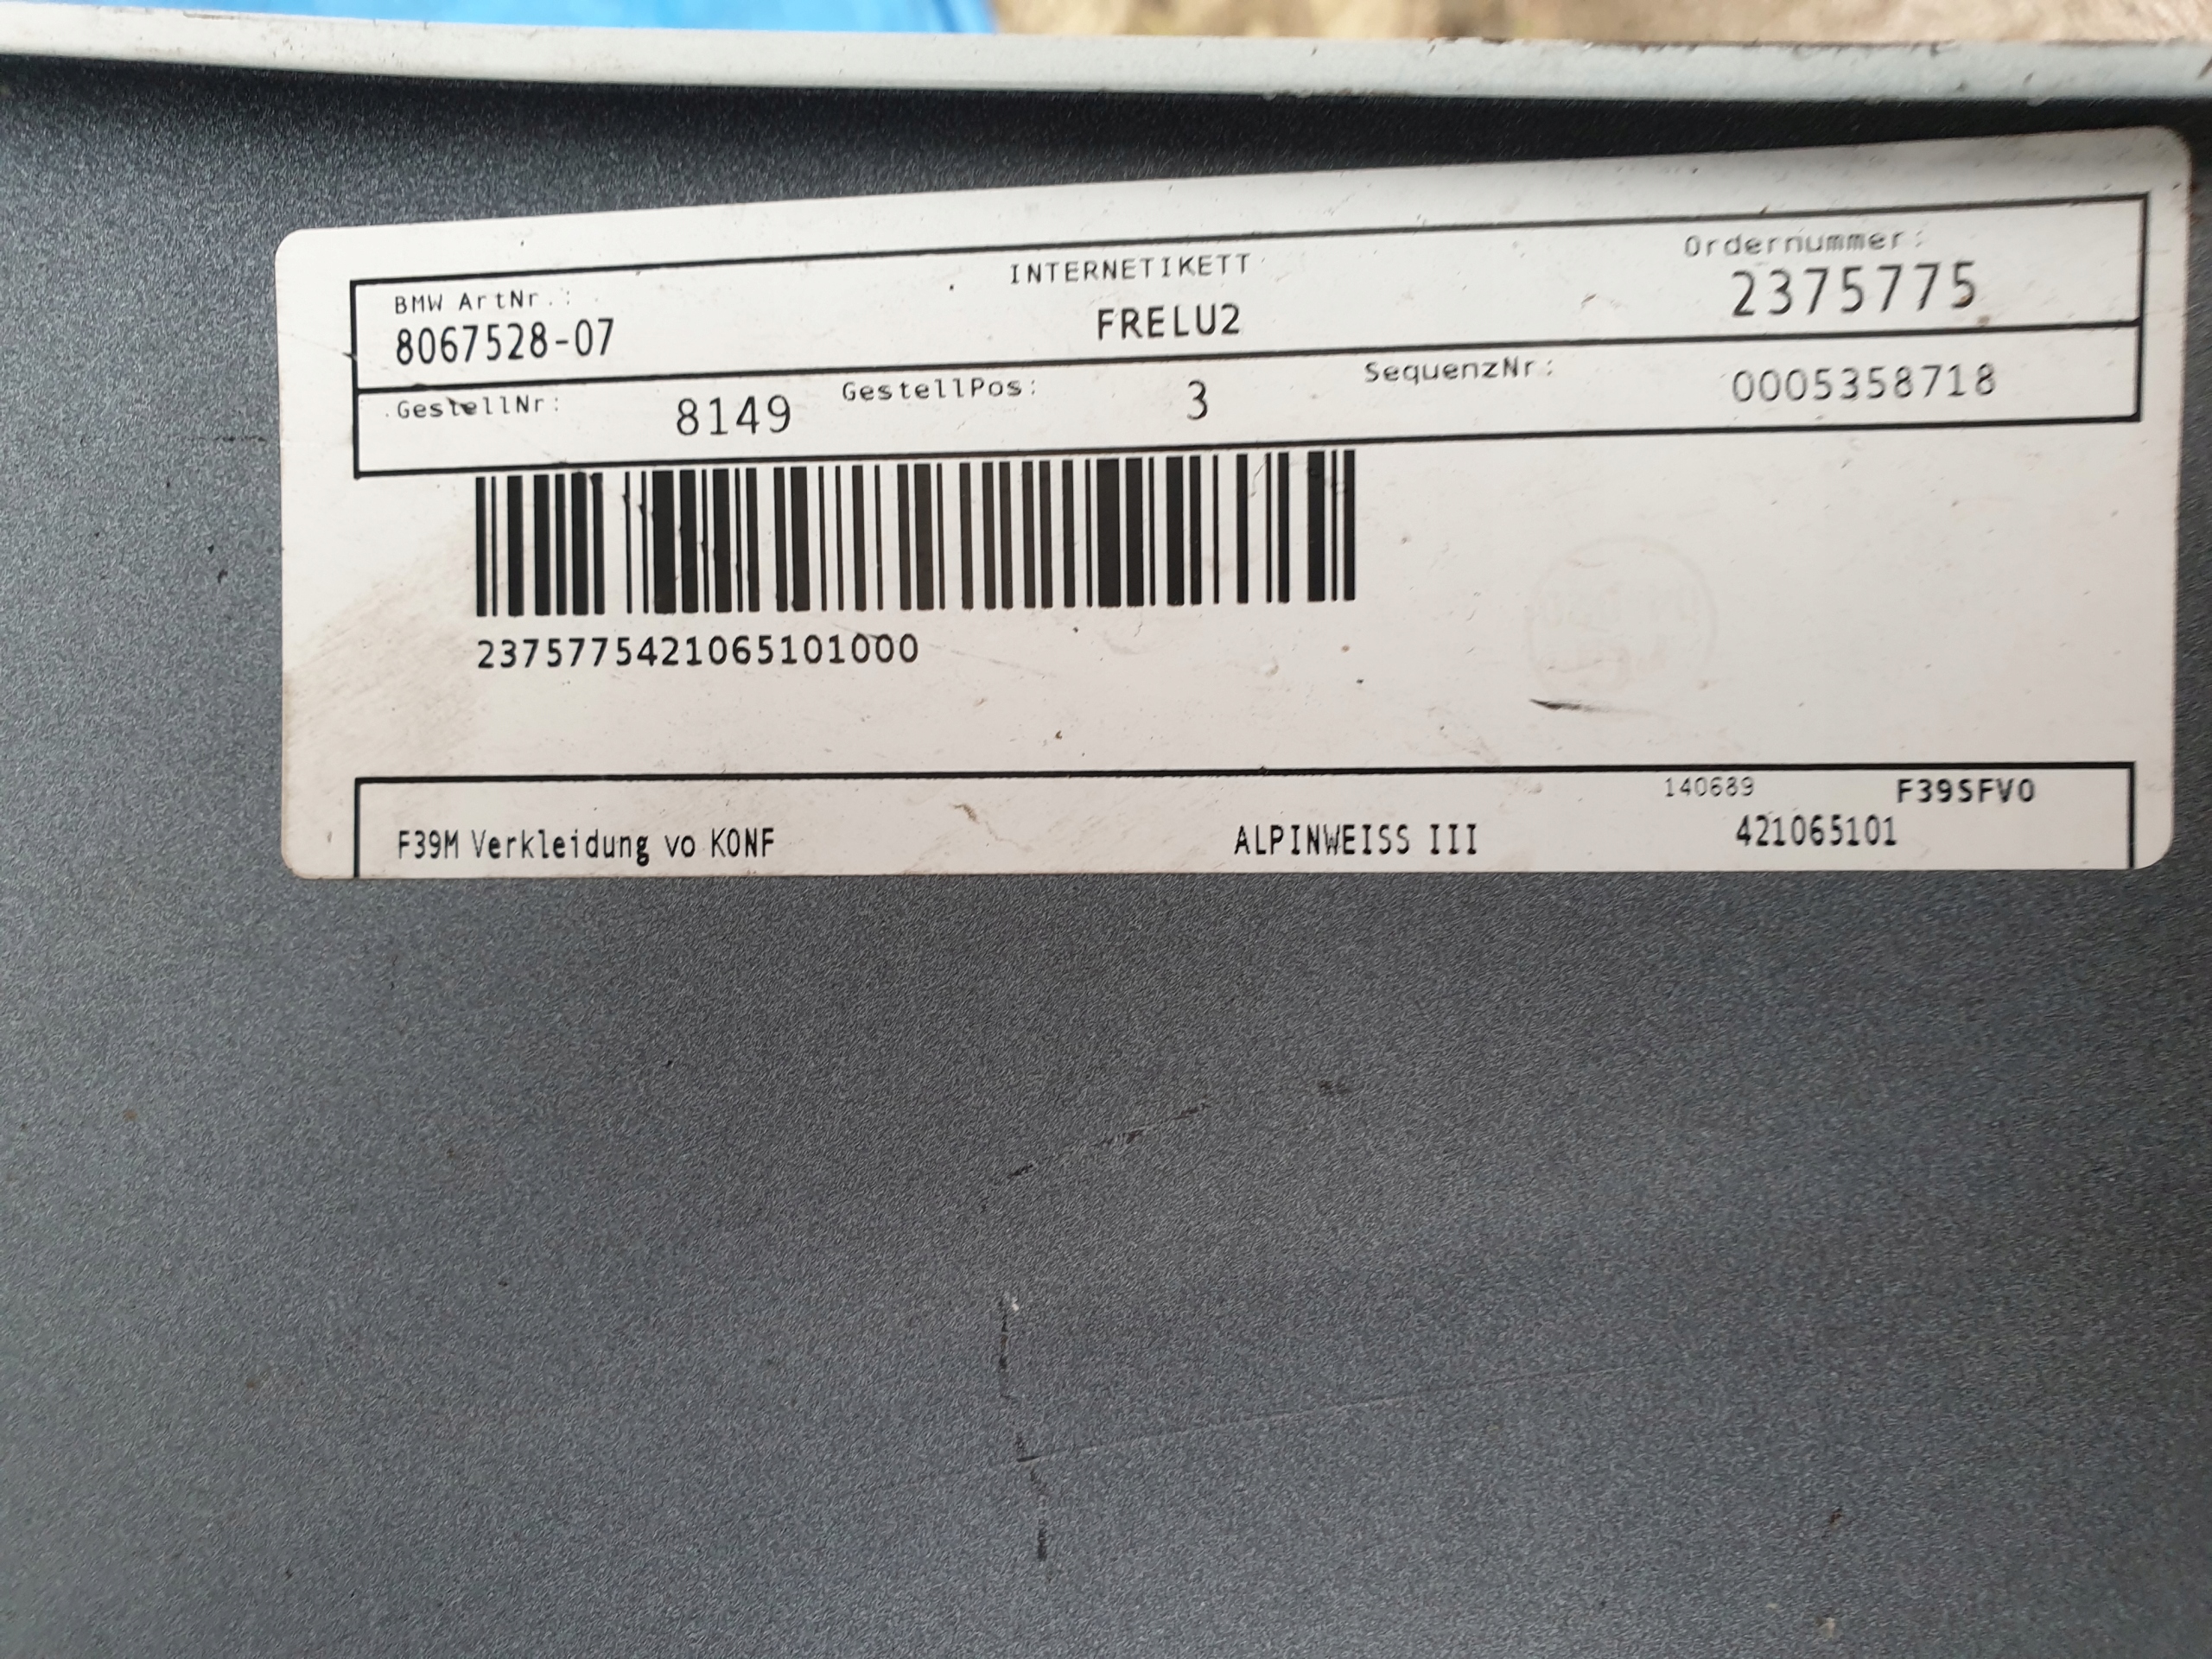 BMW ArtNr.: INTERNETIKETT Ordernummer:
8067528-07 FRELU2 2375775
GestellNr: 8149 GestellPos: 3 SequenzNr: 0005358718
2375775421065101000
140689 F39SFV0
F39M Verkleidung vo KONF ALPINWEISS III 421065101